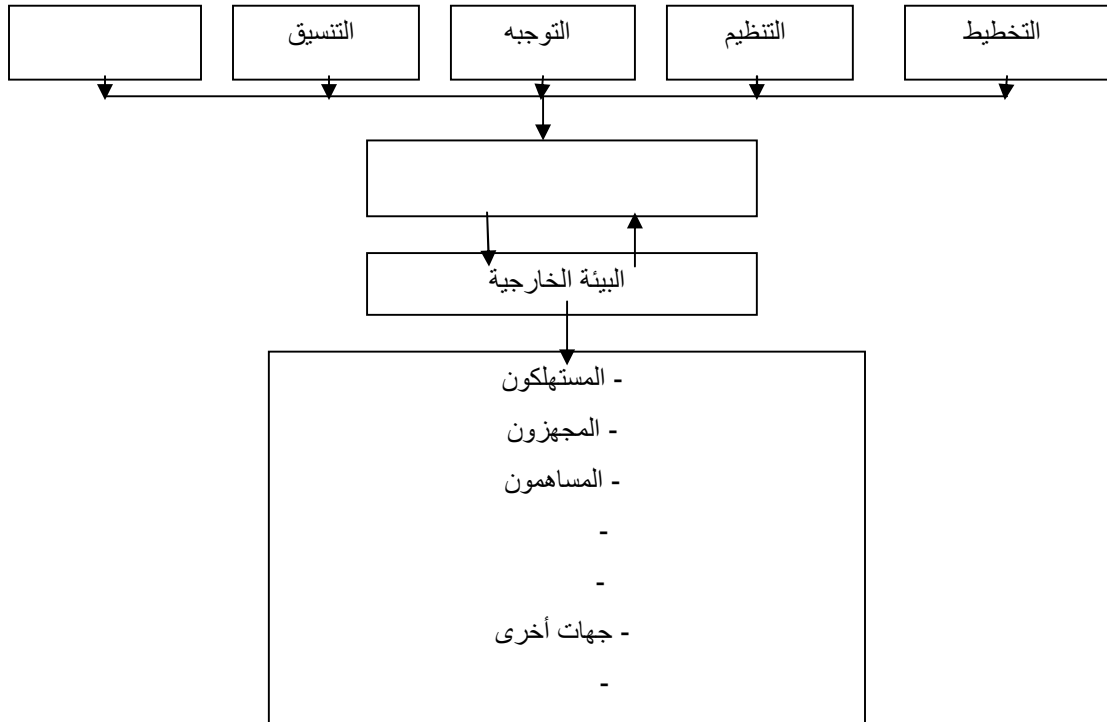 التخطيط
التنظيم
التوجبه
التنسيق
البيئة الخارجية
- المستهلكون
- المجهزون
- المساهمون
-
-
- جهات أخرى
-